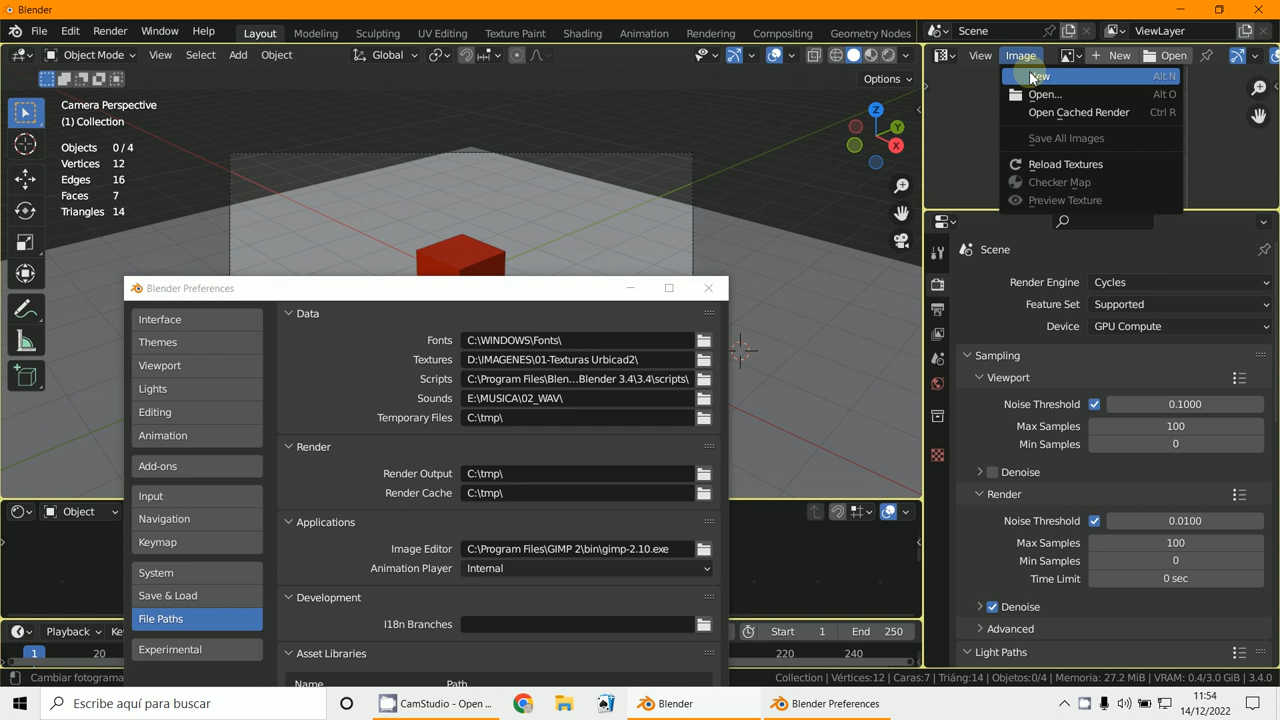 Blender
File Edit Render Window Help Layout Modeling Sculpting UV Editing Texture Paint Shading Animation Rendering Compositing Geometry Nodes Scene ViewLayer
Object Mode View Select Add Object Global View Image New Open
Options
New Alt N
Open... Alt O
Open Cached Render Ctrl R
Save All Images
Reload Textures
Checker Map
Preview Texture
Camera Perspective
(1) Collection
Objects 0 / 4
Vertices 12
Edges 16
Faces 7
Triangles 14
Z
Y
X
Scene
Render Engine Cycles
Feature Set Supported
Device GPU Compute
Sampling
Viewport
Noise Threshold 0.1000
Max Samples 100
Min Samples 0
Denoise
Render
Noise Threshold 0.0100
Max Samples 100
Min Samples 0
Time Limit 0 sec
Denoise
Advanced
Light Paths
Blender Preferences
Interface
Themes
Viewport
Lights
Editing
Animation
Add-ons
Input
Navigation
Keymap
System
Save & Load
File Paths
Experimental
Data
Fonts C:\WINDOWS\Fonts\
Textures D:\IMAGENES\01-Texturas Urbicad2\
Scripts C:\Program Files\Blen...Blender 3.4\3.4\scripts\
Sounds E:\MUSICA\02_WAV\
Temporary Files C:\tmp\
Render
Render Output C:\tmp\
Render Cache C:\tmp\
Applications
Image Editor C:\Program Files\GIMP 2\bin\gimp-2.10.exe
Animation Player Internal
Development
I18n Branches
Asset Libraries
Name Path
Object
Playback Start 1 End 250
1 20 220 240
Cambiar fotograma Collection | Vértices:12 | Caras:7 | Triáng:14 | Objetos:0/4 | Memoria: 27.2 MiB | VRAM: 0.4/3.0 GiB | 3.4.0
Escribe aquí para buscar CamStudio - Open ... Blender Blender Preferences
11:54
14/12/2022